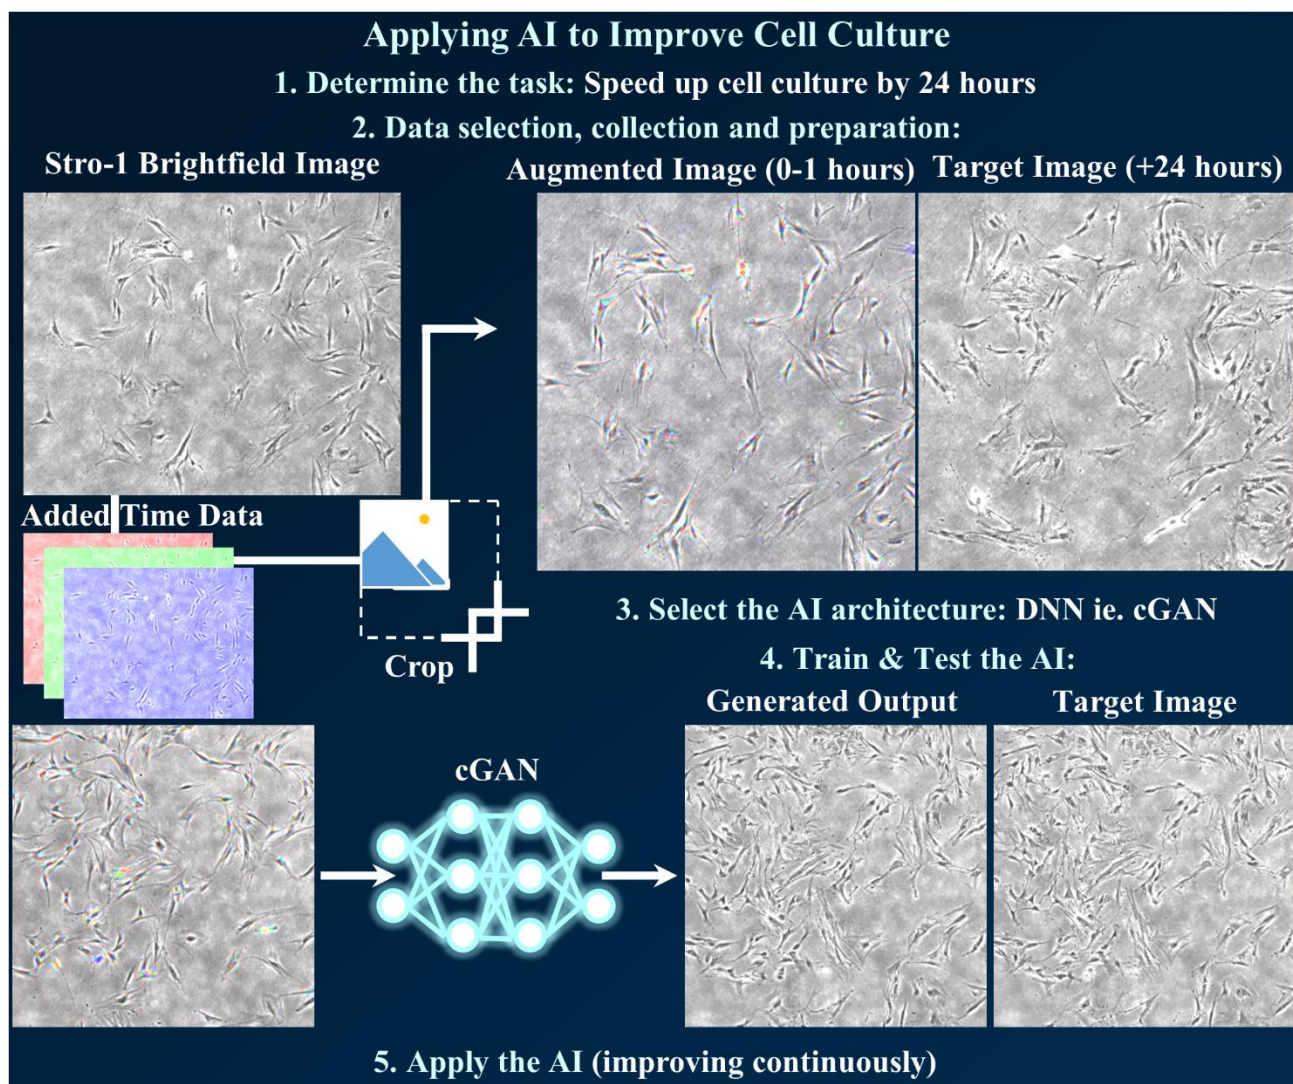 Applying AI to Improve Cell Culture
1. Determine the task: Speed up cell culture by 24 hours
2. Data selection, collection and preparation:
Stro-1 Brightfield Image
Augmented Image (0-1 hours)
Target Image (+24 hours)
Added Time Data
Crop
3. Select the AI architecture: DNN ie. cGAN
4. Train & Test the AI:
Generated Output
Target Image
cGAN
5. Apply the AI (improving continuously)